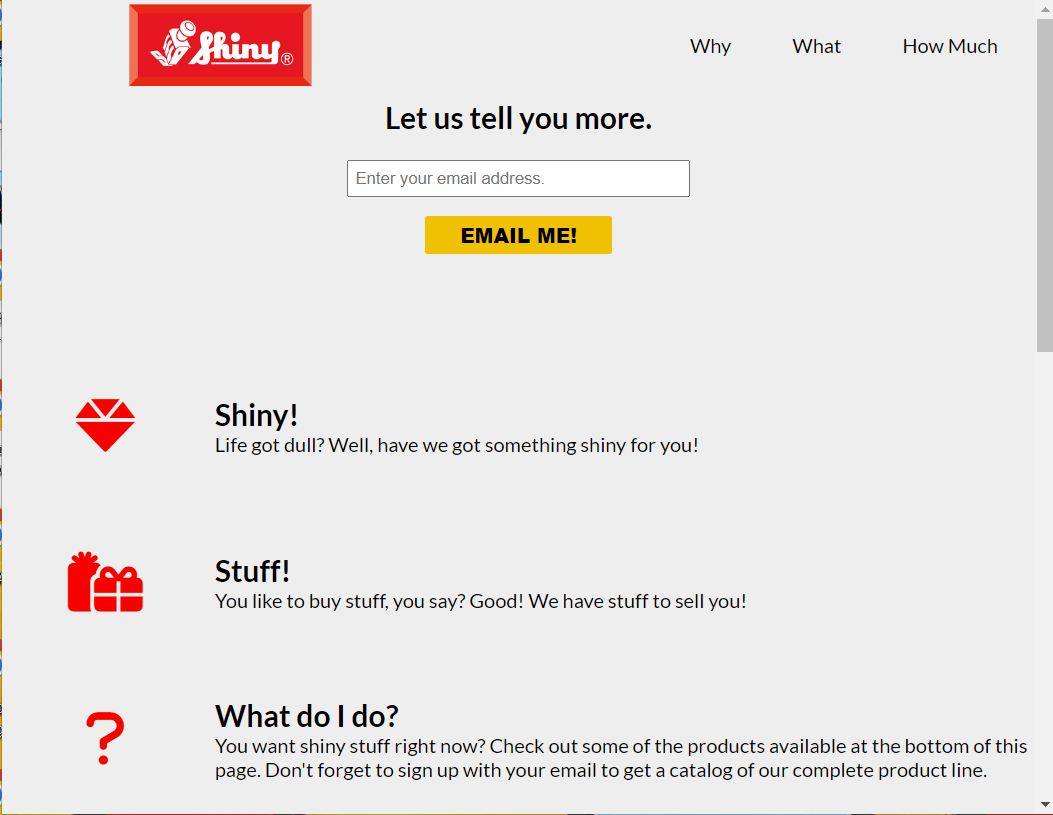 Shiny®
Why
What
How Much
Let us tell you more.
Enter your email address.
EMAIL ME!
Shiny!
Life got dull? Well, have we got something shiny for you!
Stuff!
You like to buy stuff, you say? Good! We have stuff to sell you!
What do I do?
You want shiny stuff right now? Check out some of the products available at the bottom of this
page. Don't forget to sign up with your email to get a catalog of our complete product line.